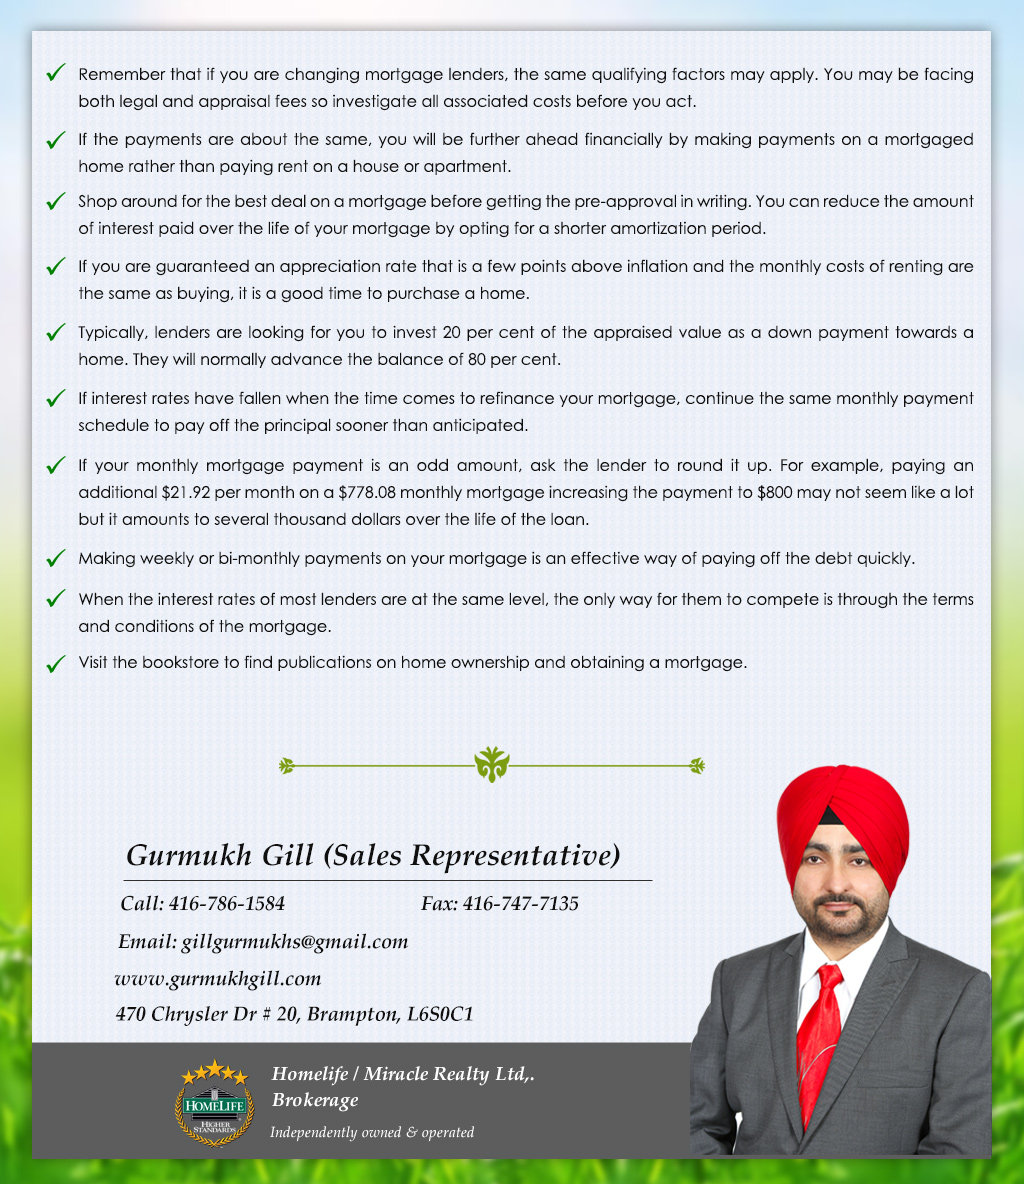 Remember that if you are changing mortgage lenders, the same qualifying factors may apply. You may be facing
both legal and appraisal fees so investigate all associated costs before you act.
If the payments are about the same, you will be further ahead financially by making payments on a mortgaged
home rather than paying rent on a house or apartment.
Shop around for the best deal on a mortgage before getting the pre-approval in writing. You can reduce the amount
of interest paid over the life of your mortgage by opting for a shorter amortization period.
If you are guaranteed an appreciation rate that is a few points above inflation and the monthly costs of renting are
the same as buying, it is a good time to purchase a home.
Typically, lenders are looking for you to invest 20 per cent of the appraised value as a down payment towards a
home. They will normally advance the balance of 80 per cent.
If interest rates have fallen when the time comes to refinance your mortgage, continue the same monthly payment
schedule to pay off the principal sooner than anticipated.
If your monthly mortgage payment is an odd amount, ask the lender to round it up. For example, paying an
additional $21.92 per month on a $778.08 monthly mortgage increasing the payment to $800 may not seem like a lot
but it amounts to several thousand dollars over the life of the loan.
Making weekly or bi-monthly payments on your mortgage is an effective way of paying off the debt quickly.
When the interest rates of most lenders are at the same level, the only way for them to compete is through the terms
and conditions of the mortgage.
Visit the bookstore to find publications on home ownership and obtaining a mortgage.
Gurmukh Gill (Sales Representative)
Call: 416-786-1584 Fax: 416-747-7135
Email: gillgurmukhs@gmail.com
www.gurmukhgill.com
470 Chrysler Dr # 20, Brampton, L6S0C1
Homelife / Miracle Realty Ltd,.
Brokerage
Independently owned & operated
HOMELIFE
HIGHER
STANDARDS